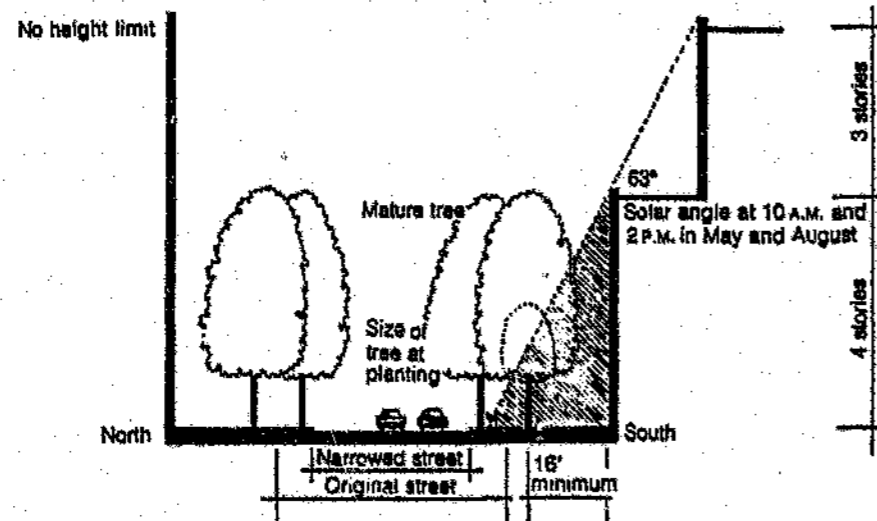 No height limit
3 stories
63°
Mature tree
Solar angle at 10 A.M. and
2 P.M. in May and August
4 stories
Size of
tree at
planting
North
South
Narrowed street
16'
minimum
Original street